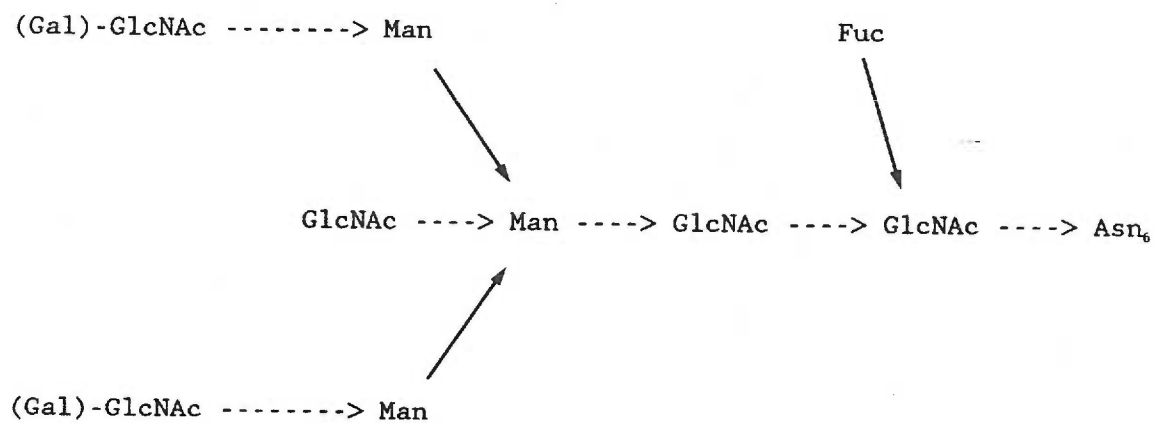 (Gal)-GlcNAc --------> Man
Fuc
GlcNAc ----> Man ----> GlcNAc ----> GlcNAc ----> Asn₆
(Gal)-GlcNAc --------> Man